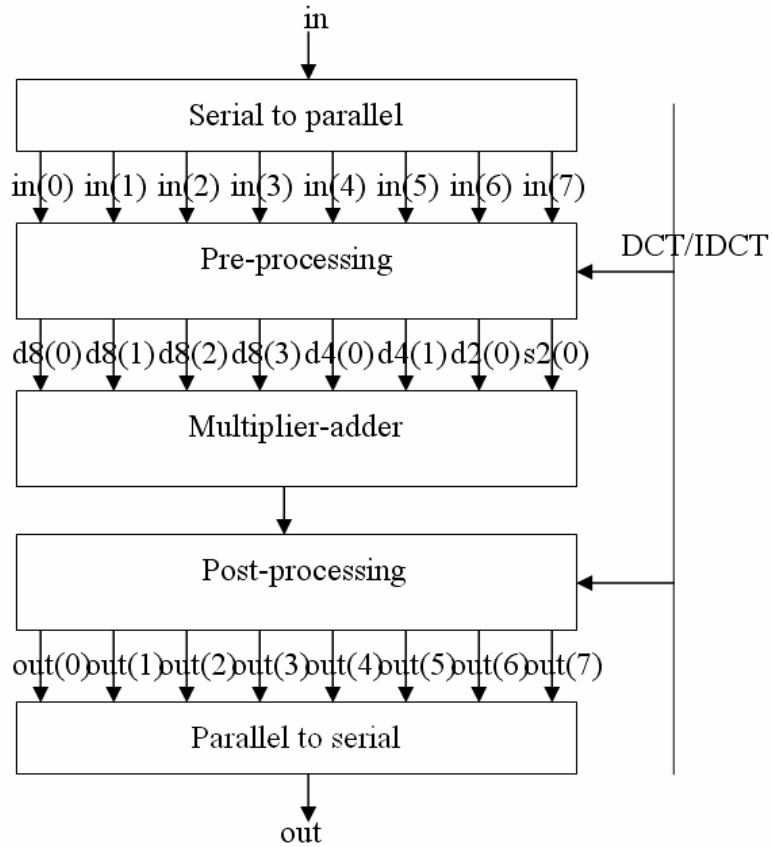 in
Serial to parallel
in(0) in(1) in(2) in(3) in(4) in(5) in(6) in(7)
DCT/IDCT
Pre-processing
d8(0) d8(1) d8(2) d8(3) d4(0) d4(1) d2(0) s2(0)
Multiplier-adder
Post-processing
out(0) out(1) out(2) out(3) out(4) out(5) out(6) out(7)
Parallel to serial
out